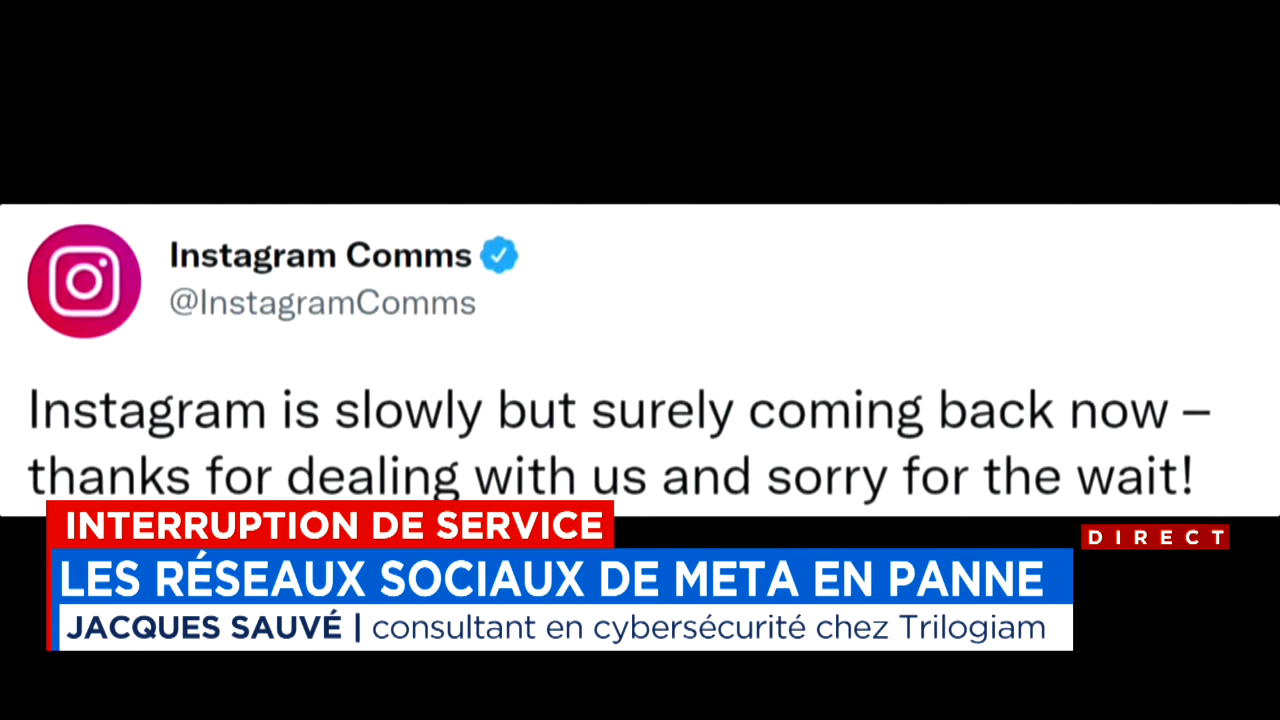 Instagram Comms
@InstagramComms
Instagram is slowly but surely coming back now –
thanks for dealing with us and sorry for the wait!
INTERRUPTION DE SERVICE
DIRECT
LES RÉSEAUX SOCIAUX DE META EN PANNE
JACQUES SAUVÉ | consultant en cybersécurité chez Trilogiam